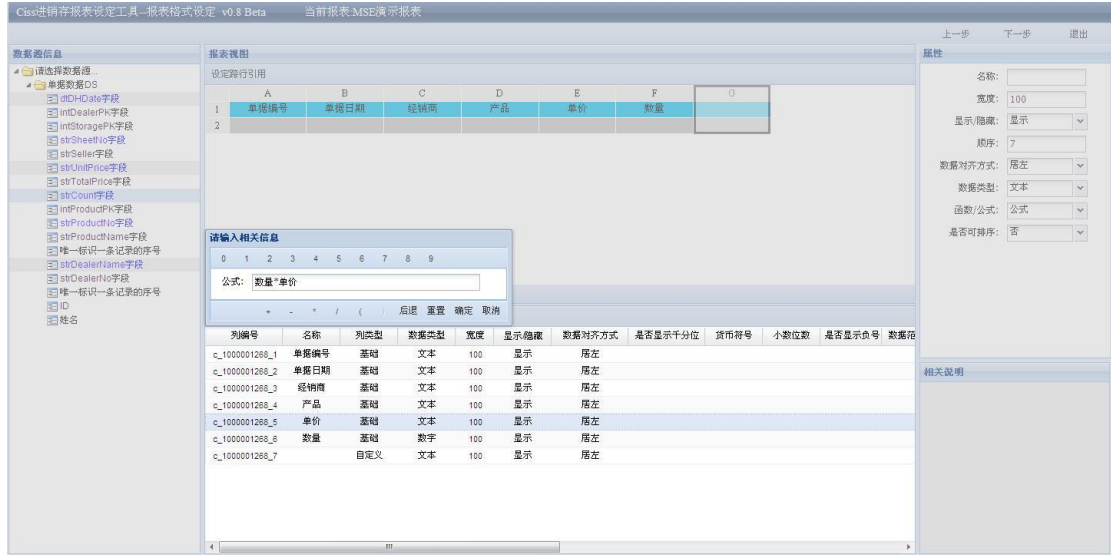 Ciss进销存报表设定工具--报表格式设定 v0.8 Beta 当前报表:MSE演示报表
上一步 下一步 退出
数据源信息
请选择数据源...
单据数据DS
dtDHDate字段
intDealerPK字段
intStoragePK字段
strSheetNo字段
strSeller字段
strUnitPrice字段
strTotalPrice字段
strCount字段
intProductPK字段
strProductNo字段
strProductName字段
唯一标识一条记录的序号
strDealerName字段
strDealerNo字段
唯一标识一条记录的序号
ID
姓名
报表视图
设定跨行引用
A B C D E F G
1 单据编号 单据日期 经销商 产品 单价 数量
2
请输入相关信息
0 1 2 3 4 5 6 7 8 9
公式: 数量*单价
+ - * / ( ) 后退 重置 确定 取消
列编号 名称 列类型 数据类型 宽度 显示/隐藏 数据对齐方式 是否显示千分位 货币符号 小数位数 是否显示负号 数据范
c_1000001268_1 单据编号 基础 文本 100 显示 居左
c_1000001268_2 单据日期 基础 文本 100 显示 居左
c_1000001268_3 经销商 基础 文本 100 显示 居左
c_1000001268_4 产品 基础 文本 100 显示 居左
c_1000001268_5 单价 基础 文本 100 显示 居左
c_1000001268_6 数量 基础 数字 100 显示 居左
c_1000001268_7 自定义 文本 100 显示 居左
属性
名称:
宽度: 100
显示/隐藏: 显示
顺序: 7
数据对齐方式: 居左
数据类型: 文本
函数/公式: 公式
是否可排序: 否
相关说明